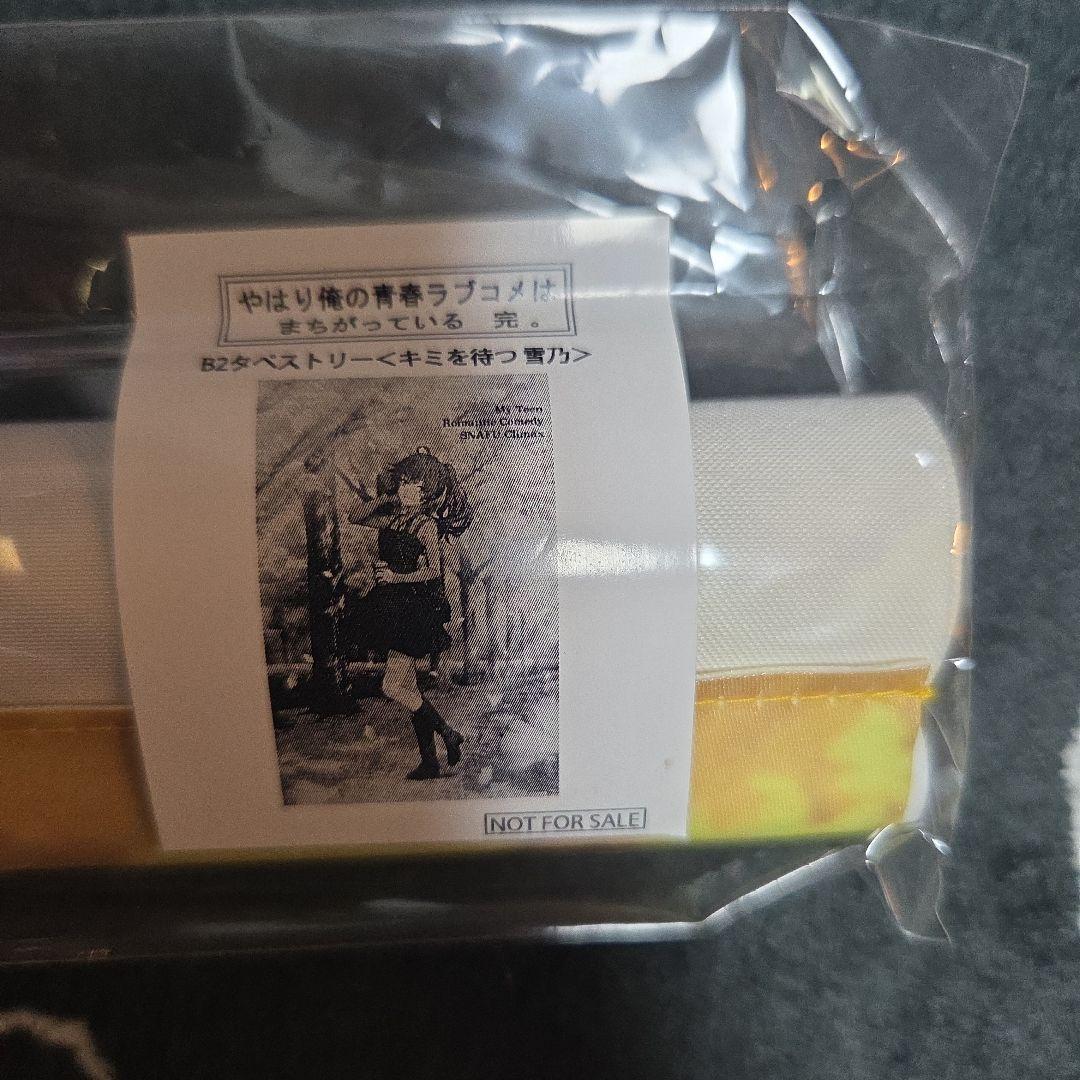 やはり俺の青春ラブコメは
まちがっている　完。
B2タペストリー＜キミを待つ 雪乃＞
My Teen
Romantic Comedy
SNAFU Climax
NOT FOR SALE